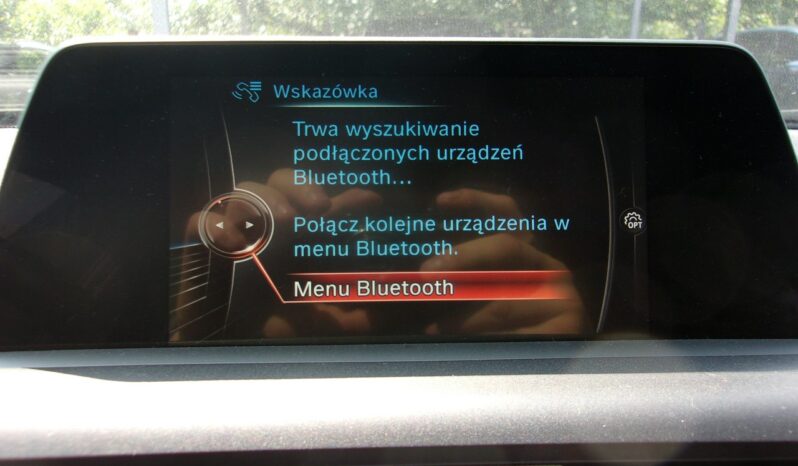 Wskazówka
Trwa wyszukiwanie
podłączonych urządzeń
Bluetooth...
Połącz kolejne urządzenia w
menu Bluetooth.
OPT
Menu Bluetooth